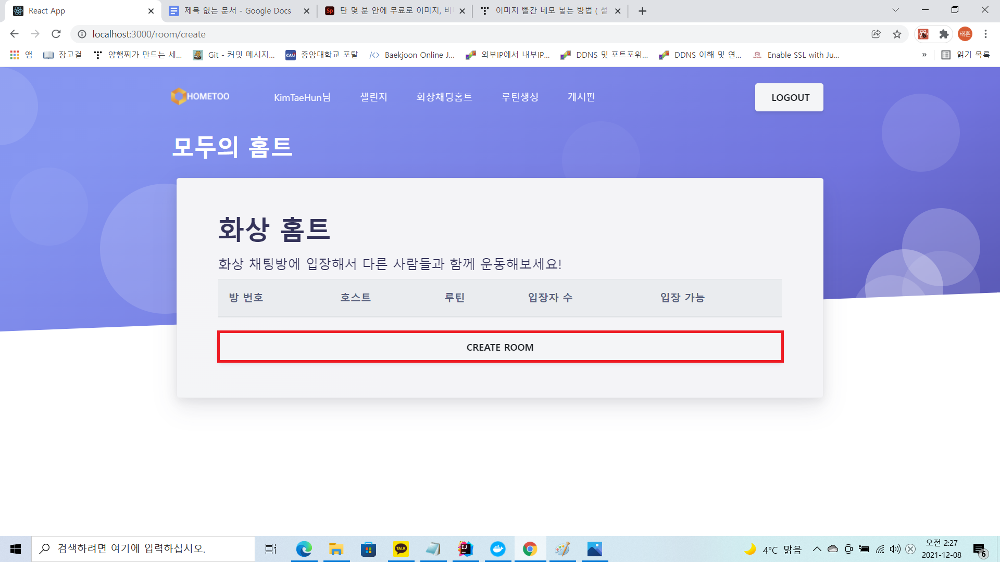 React App
제목 없는 문서 - Google Docs
Sp
단 몇 분 안에 무료로 이미지, 비
이미지 빨간 네모 넣는 방법 ( 설
localhost:3000/room/create
태훈
앱
장고걸
양햄찌가 만드는 세...
Git - 커밋 메시지...
CAU
중앙대학교 포탈
Baekjoon Online J...
외부IP에서 내부IP...
DDNS 및 포트포워...
DDNS 이해 및 연...
Enable SSL with Ju...
»
읽기 목록
HOMETOO
KimTaeHun님
챌린지
화상채팅홈트
루틴생성
게시판
LOGOUT
모두의 홈트
화상 홈트
화상 채팅방에 입장해서 다른 사람들과 함께 운동해보세요!
방 번호 호스트 루틴 입장자 수 입장 가능
CREATE ROOM
검색하려면 여기에 입력하십시오.
TALK
IJ
4°C 맑음
오전 2:27
2021-12-08
6